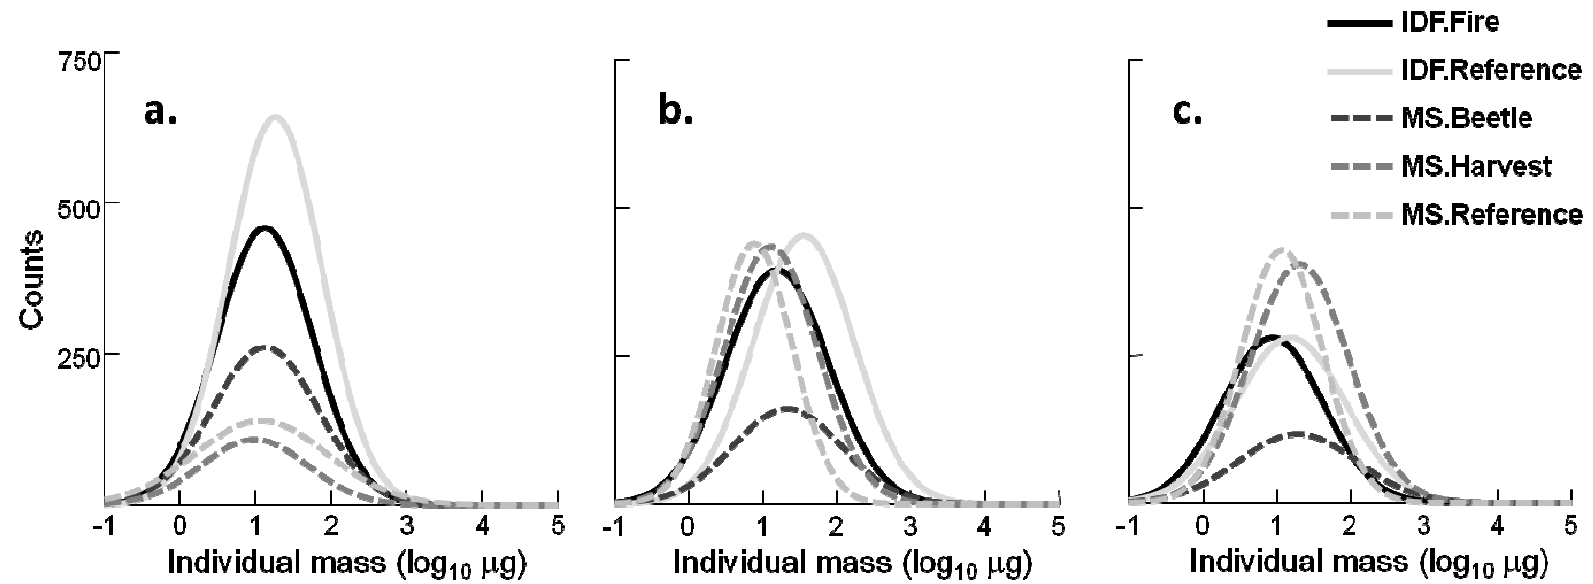 IDF.Fire
IDF.Reference
MS.Beetle
MS.Harvest
MS.Reference
a.
b.
c.
750
500
250
Counts
-1 0 1 2 3 4 5
-1 0 1 2 3 4 5
-1 0 1 2 3 4 5
Individual mass (log10 µg)
Individual mass (log10 µg)
Individual mass (log10 µg)